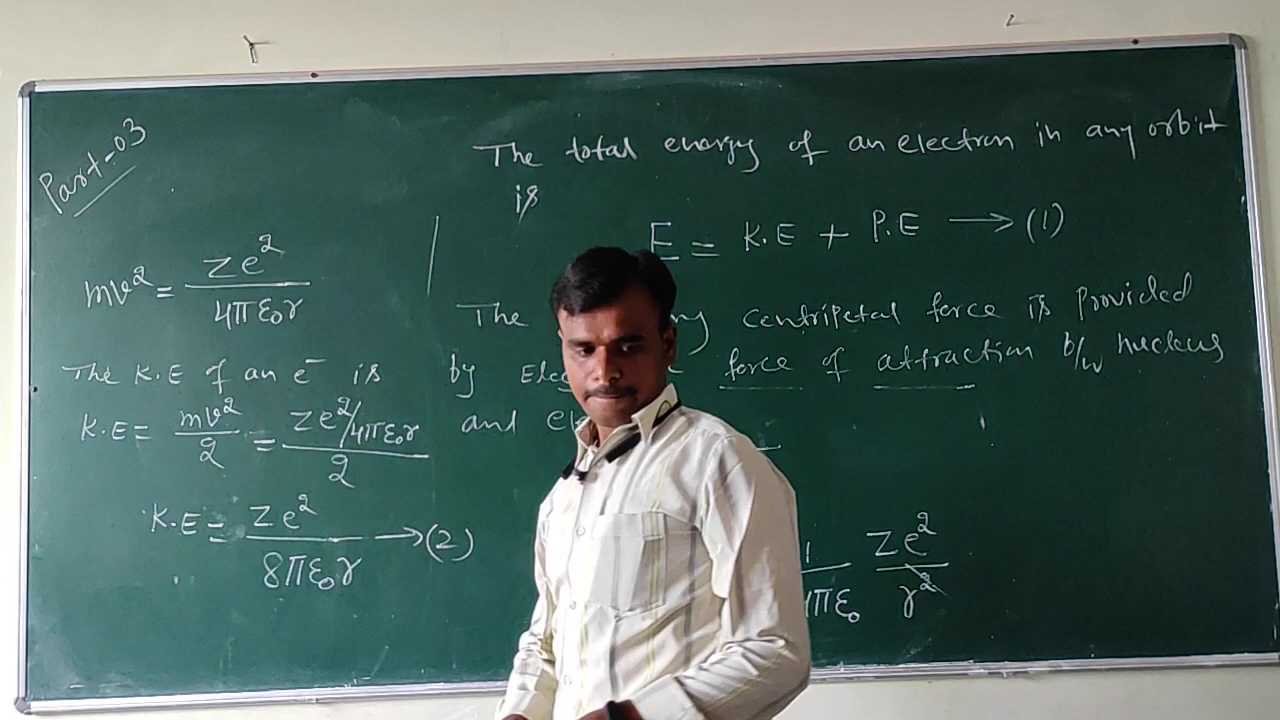 Part-03
The total energy of an electron in any orbit
is
E = K.E + P.E ⟶ (1)
The centripetal force is provided
by force of attraction b/w nucleus
and
1/4πε₀ Ze²/r²
mv² = Ze²/4πε₀r
The K.E of an e⁻ is
K.E = mv²/2 = Ze²/4πε₀r/2
K.E = Ze²/8πε₀r ⟶ (2)